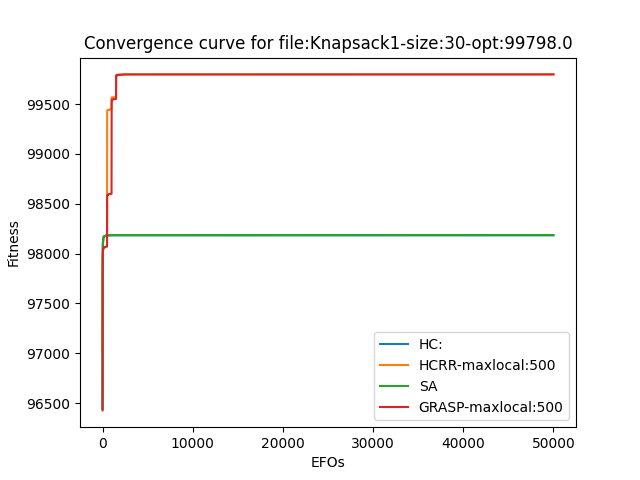 Convergence curve for file:Knapsack1-size:30-opt:99798.0
99500
99000
98500
98000
97500
97000
96500
Fitness
HC:
HCRR-maxlocal:500
SA
GRASP-maxlocal:500
0 10000 20000 30000 40000 50000
EFOs